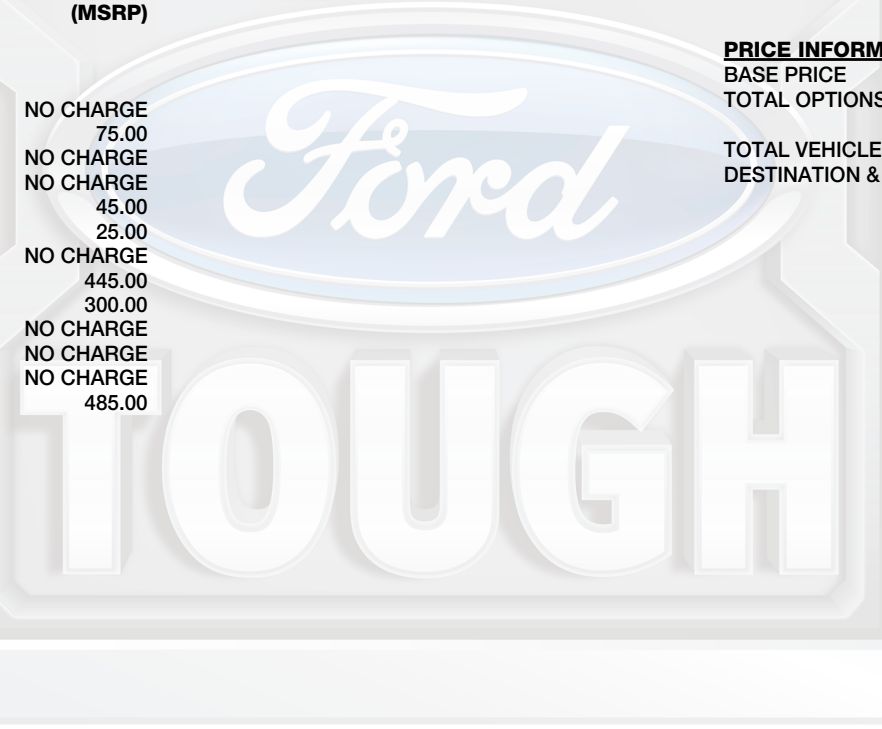 (MSRP)
NO CHARGE
75.00
NO CHARGE
NO CHARGE
45.00
25.00
NO CHARGE
445.00
300.00
NO CHARGE
NO CHARGE
NO CHARGE
485.00
PRICE INFORM
BASE PRICE
TOTAL OPTIONS
TOTAL VEHICLE
DESTINATION &
Ford
TOUGH